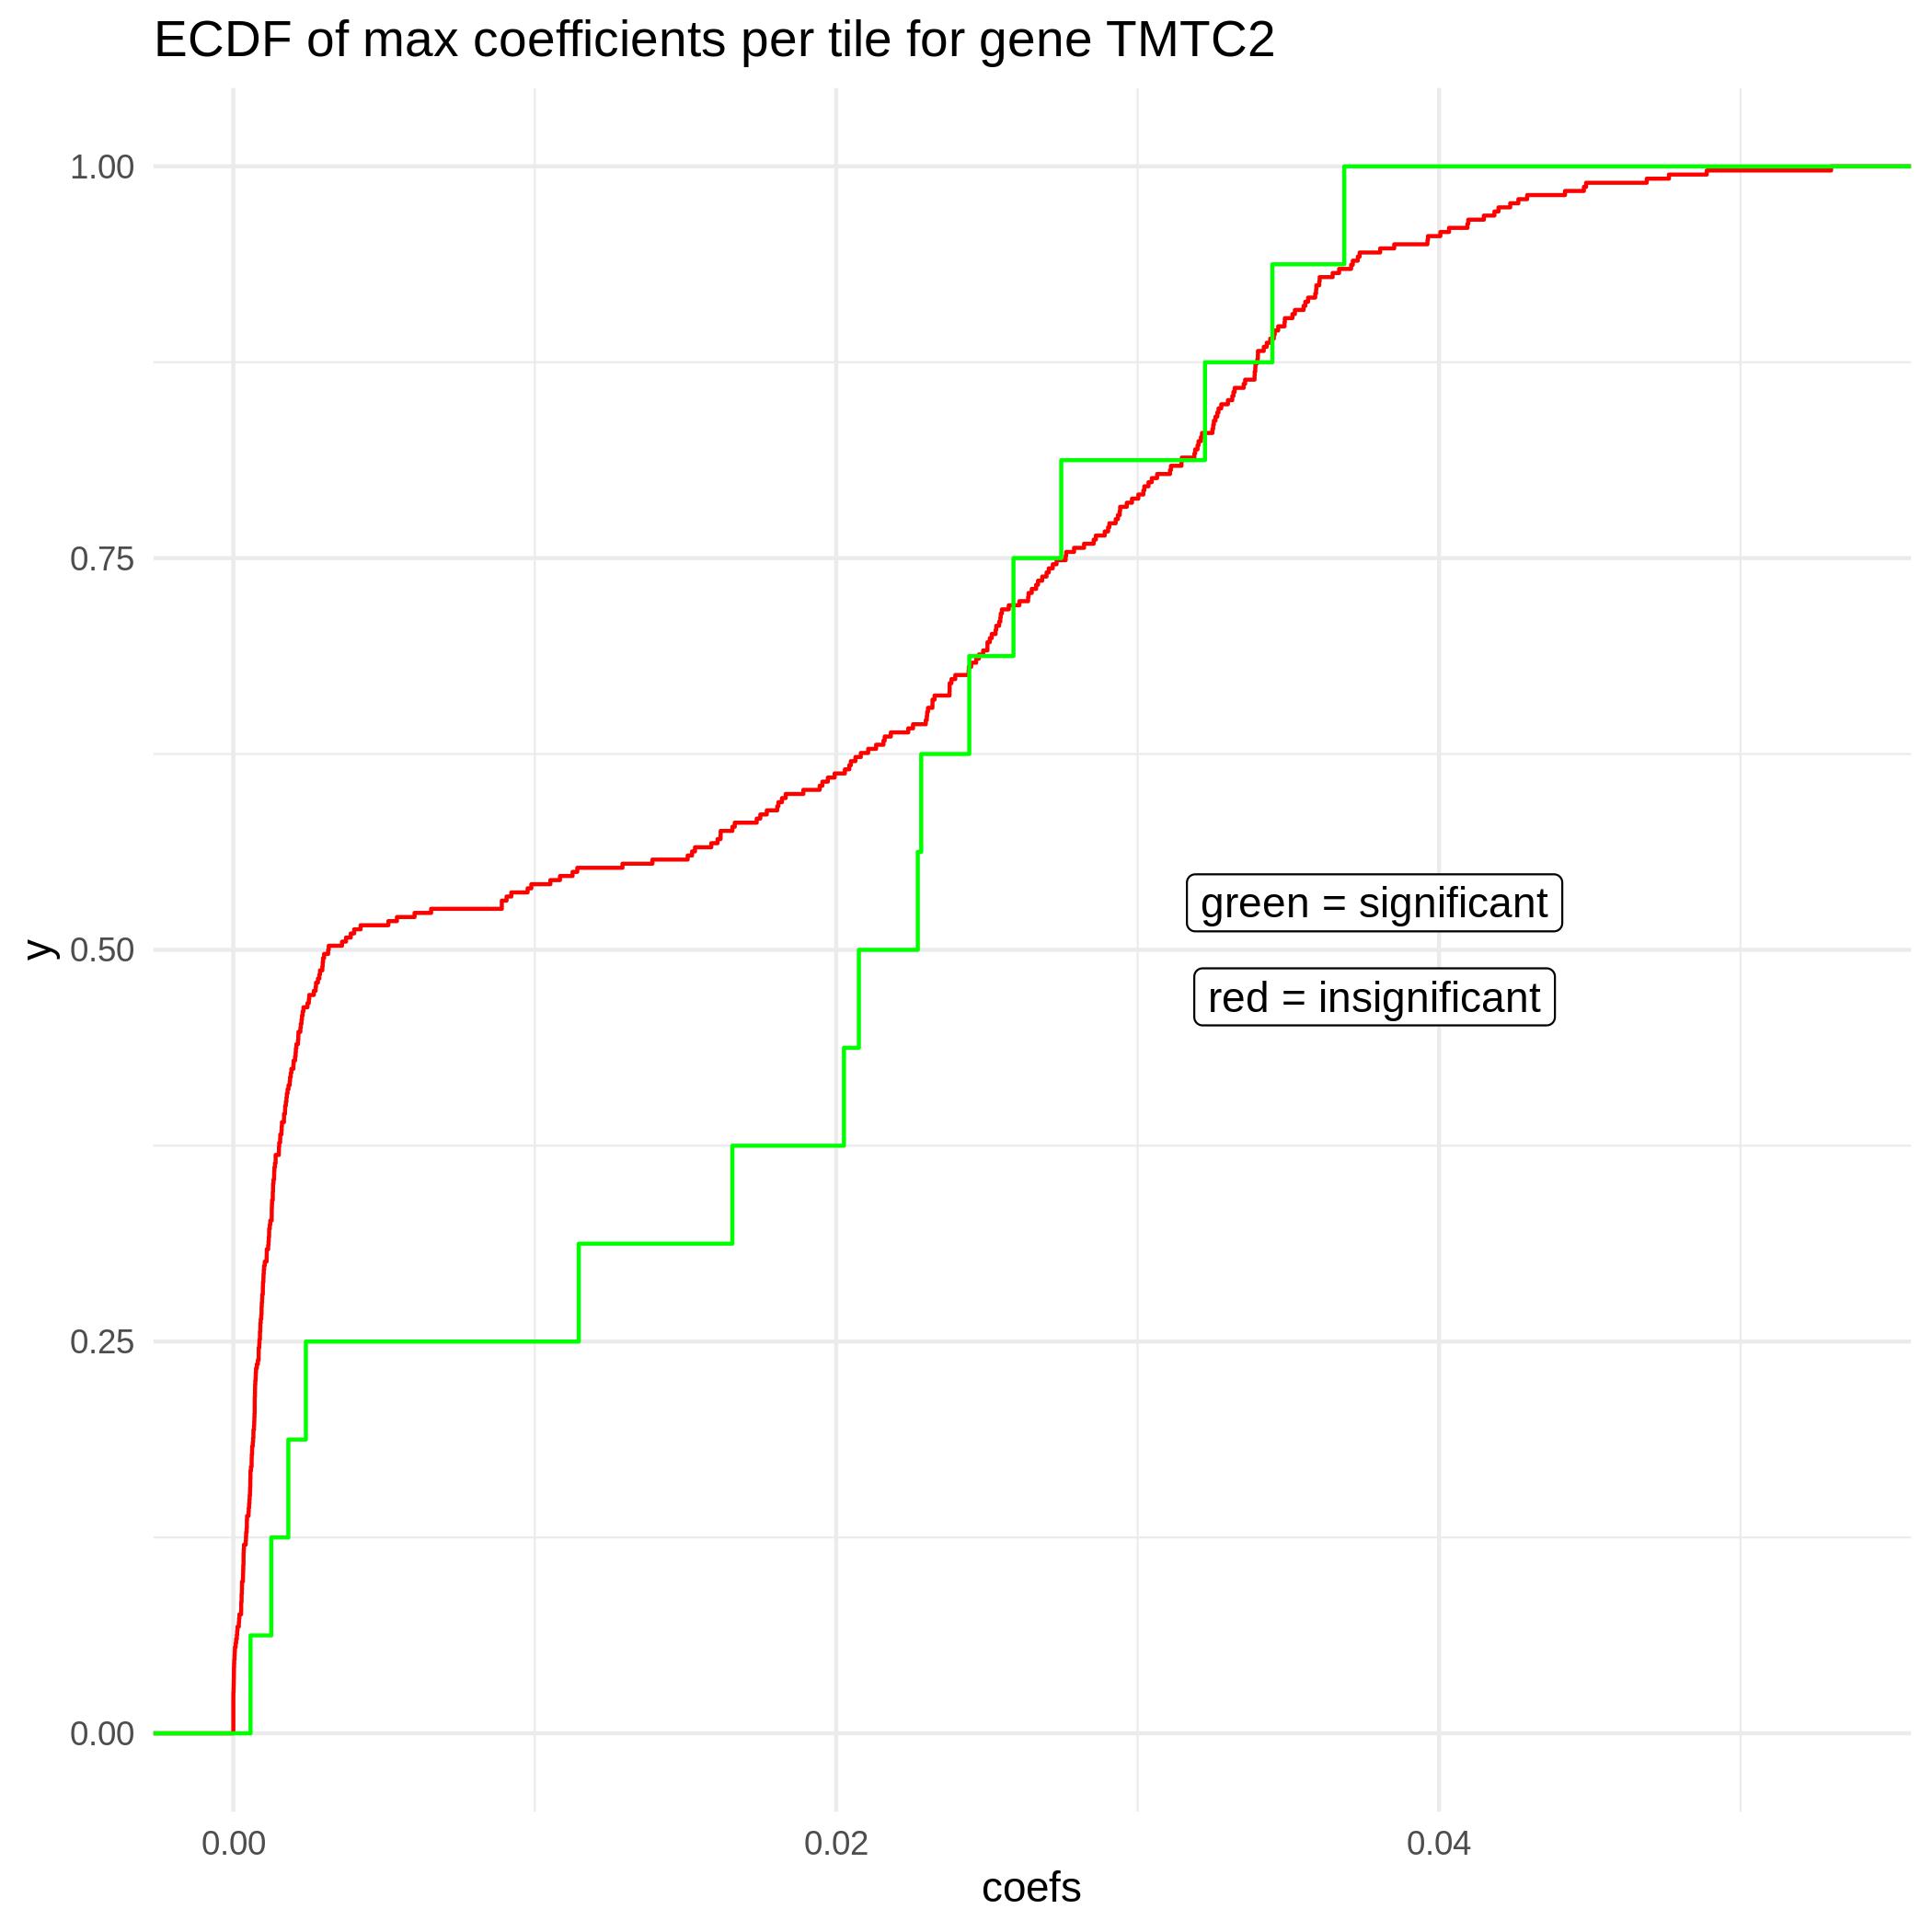 ECDF of max coefficients per tile for gene TMTC2
1.00
0.75
0.50
0.25
0.00
y
green = significant
red = insignificant
0.00
0.02
0.04
coefs